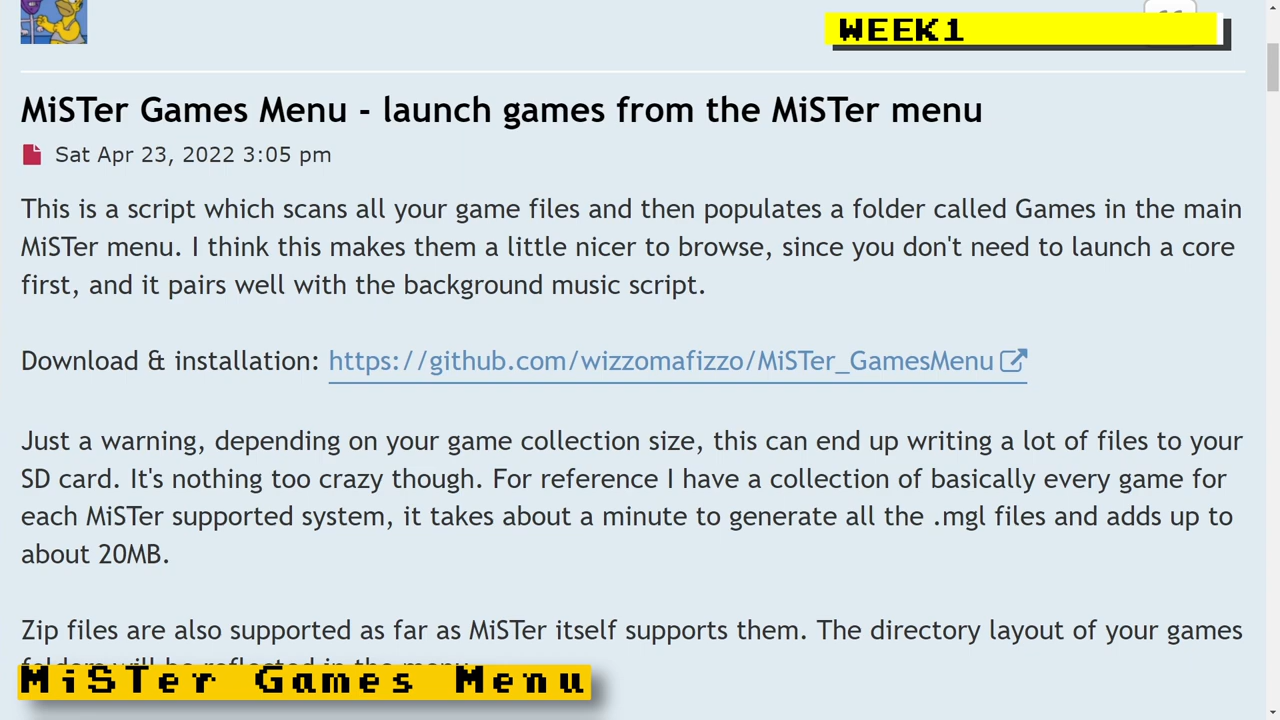 WEEK1
MiSTer Games Menu - launch games from the MiSTer menu
Sat Apr 23, 2022 3:05 pm
This is a script which scans all your game files and then populates a folder called Games in the main
MiSTer menu. I think this makes them a little nicer to browse, since you don't need to launch a core
first, and it pairs well with the background music script.
Download & installation: https://github.com/wizzomafizzo/MiSTer_GamesMenu
Just a warning, depending on your game collection size, this can end up writing a lot of files to your
SD card. It's nothing too crazy though. For reference I have a collection of basically every game for
each MiSTer supported system, it takes about a minute to generate all the .mgl files and adds up to
about 20MB.
Zip files are also supported as far as MiSTer itself supports them. The directory layout of your games
folders will be reflected in the menu.
MiSTer Games Menu